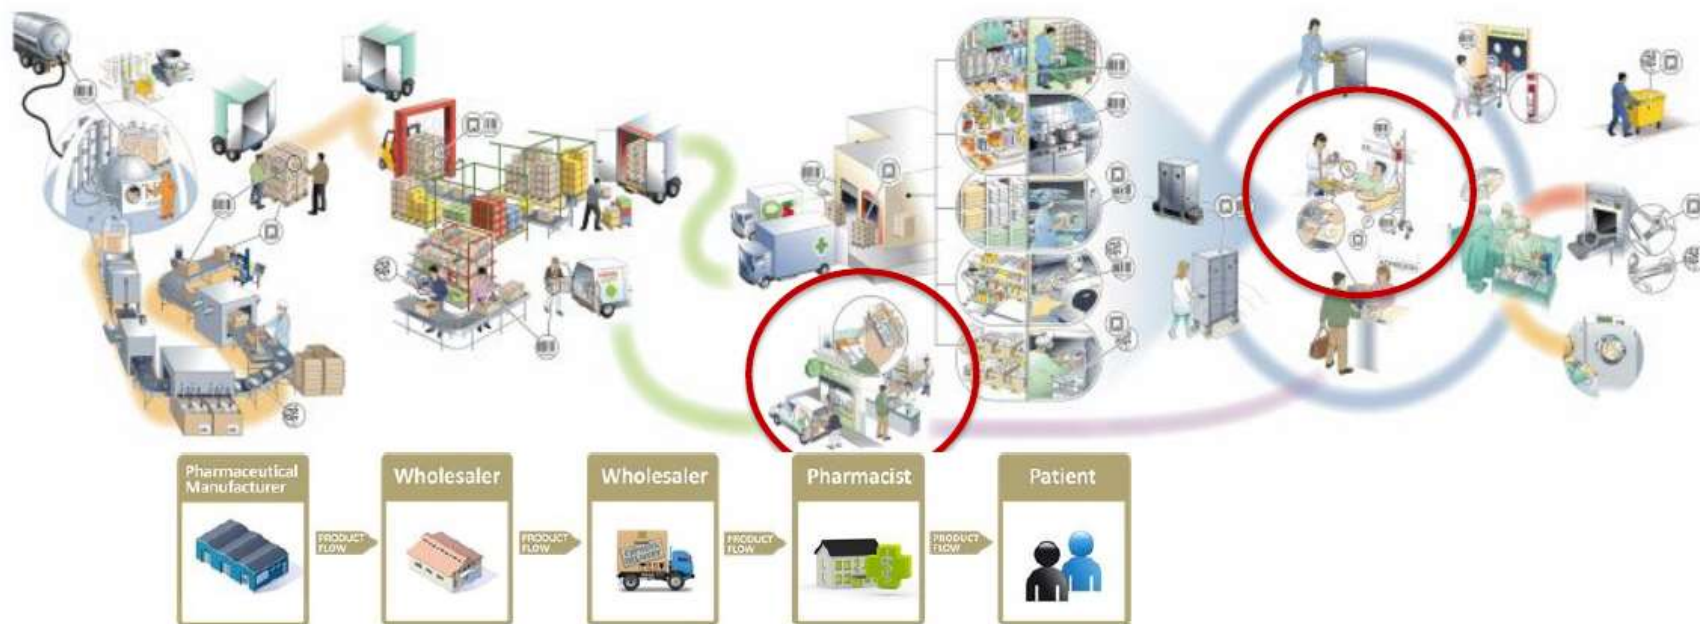 Pharmaceutical
Manufacturer
Wholesaler
Wholesaler
Pharmacist
Patient
PRODUCT
FLOW
PRODUCT
FLOW
PRODUCT
FLOW
PRODUCT
FLOW